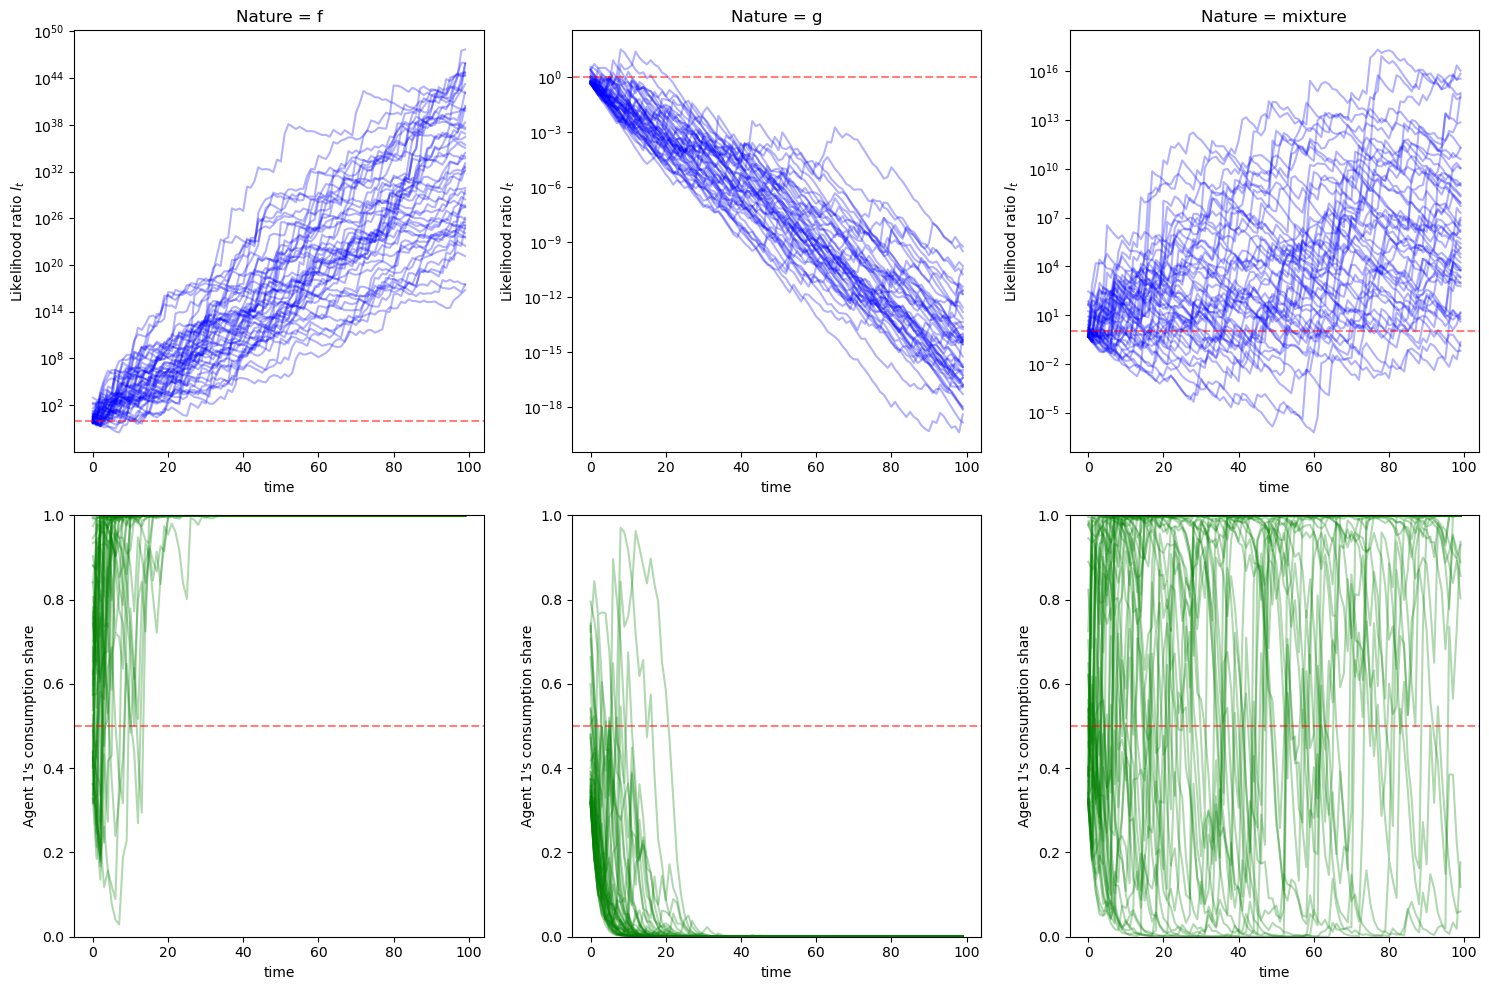 Nature = f
Likelihood ratio $l_t$
10^50
10^44
10^38
10^32
10^26
10^20
10^14
10^8
10^2
0 20 40 60 80 100
time
Nature = g
Likelihood ratio $l_t$
10^0
10^−3
10^−6
10^−9
10^−12
10^−15
10^−18
0 20 40 60 80 100
time
Nature = mixture
Likelihood ratio $l_t$
10^16
10^13
10^10
10^7
10^4
10^1
10^−2
10^−5
0 20 40 60 80 100
time
Agent 1's consumption share
1.0
0.8
0.6
0.4
0.2
0.0
0 20 40 60 80 100
time
Agent 1's consumption share
1.0
0.8
0.6
0.4
0.2
0.0
0 20 40 60 80 100
time
Agent 1's consumption share
1.0
0.8
0.6
0.4
0.2
0.0
0 20 40 60 80 100
time